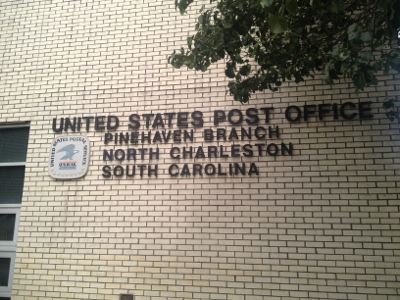 UNITED STATES POST OFFICE
PINEHAVEN BRANCH
NORTH CHARLESTON
SOUTH CAROLINA